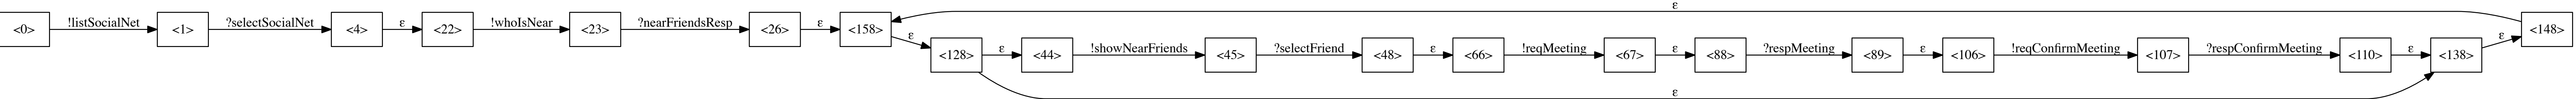 <0>
!listSocialNet
<1>
?selectSocialNet
<4>
ε
<22>
!whoIsNear
<23>
?nearFriendsResp
<26>
ε
<158>
ε
<128>
ε
<44>
!showNearFriends
<45>
?selectFriend
<48>
ε
<66>
!reqMeeting
<67>
ε
<88>
?respMeeting
<89>
ε
<106>
!reqConfirmMeeting
<107>
?respConfirmMeeting
<110>
ε
<138>
ε
<148>
ε
ε